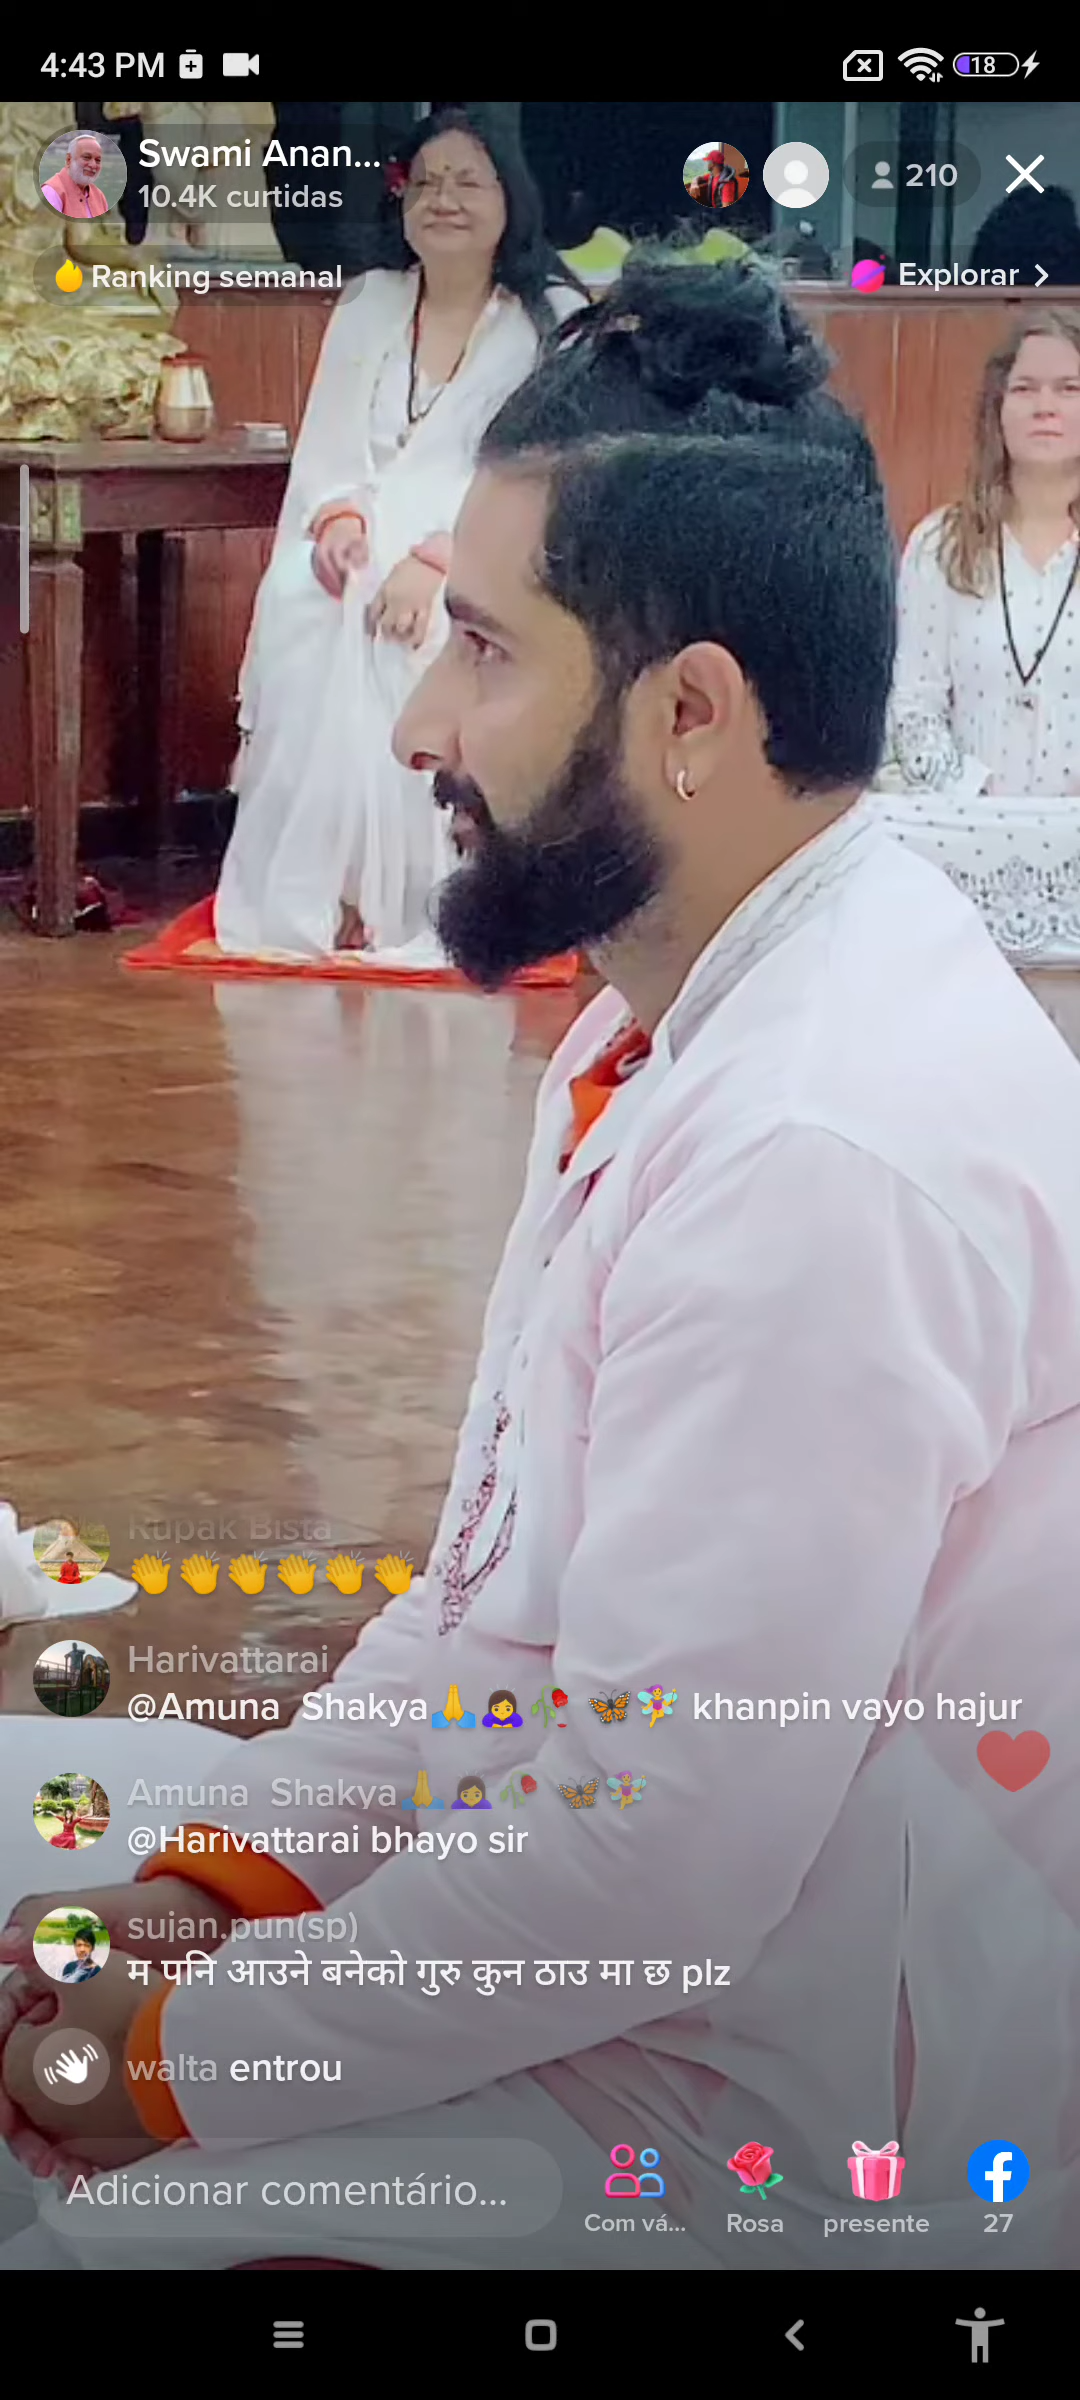 4:43 PM
18
Swami Anan...
10.4K curtidas
210
Ranking semanal
Explorar
Rupak Bista
👏👏👏👏👏👏
Harivattarai
@Amuna Shakya🙏🙇‍♀️🥀 🦋🧚‍♀️ khanpin vayo hajur
Amuna Shakya🙏🙇‍♀️🥀 🦋🧚‍♀️
@Harivattarai bhayo sir
sujan.pun(sp)
म पनि आउने बनेको गुरु कुन ठाउ मा छ plz
walta entrou
Adicionar comentário...
Com vá...
Rosa
presente
27